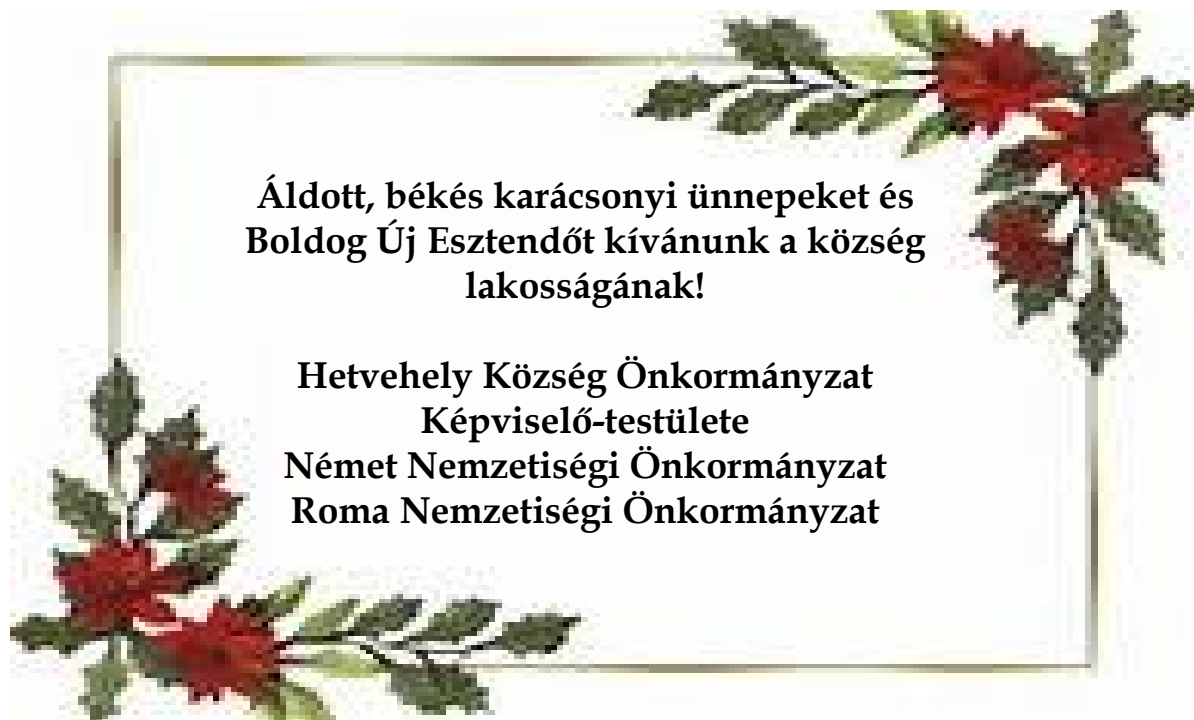 Áldott, békés karácsonyi ünnepeket és
Boldog Új Esztendőt kívánunk a község
lakosságának!
Hetvehely Község Önkormányzat
Képviselő-testülete
Német Nemzetiségi Önkormányzat
Roma Nemzetiségi Önkormányzat